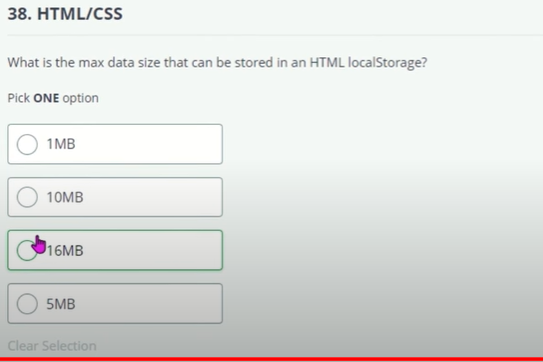 38. HTML/CSS
What is the max data size that can be stored in an HTML localStorage?
Pick ONE option
1MB
10MB
16MB
5MB
Clear Selection